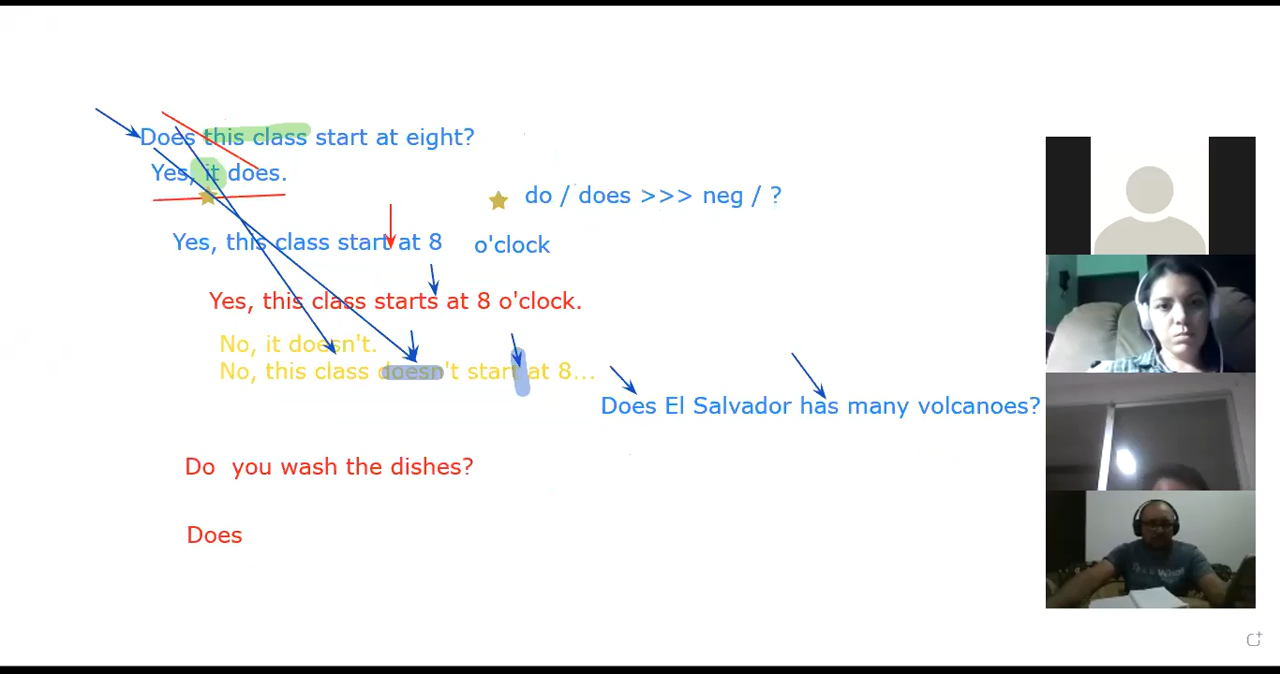 Does this class start at eight?
Yes, it does.
do / does >>> neg / ?
Yes, this class start at 8 o'clock
Yes, this class starts at 8 o'clock.
No, it doesn't.
No, this class doesn't start at 8...
Does El Salvador has many volcanoes?
Do you wash the dishes?
Does